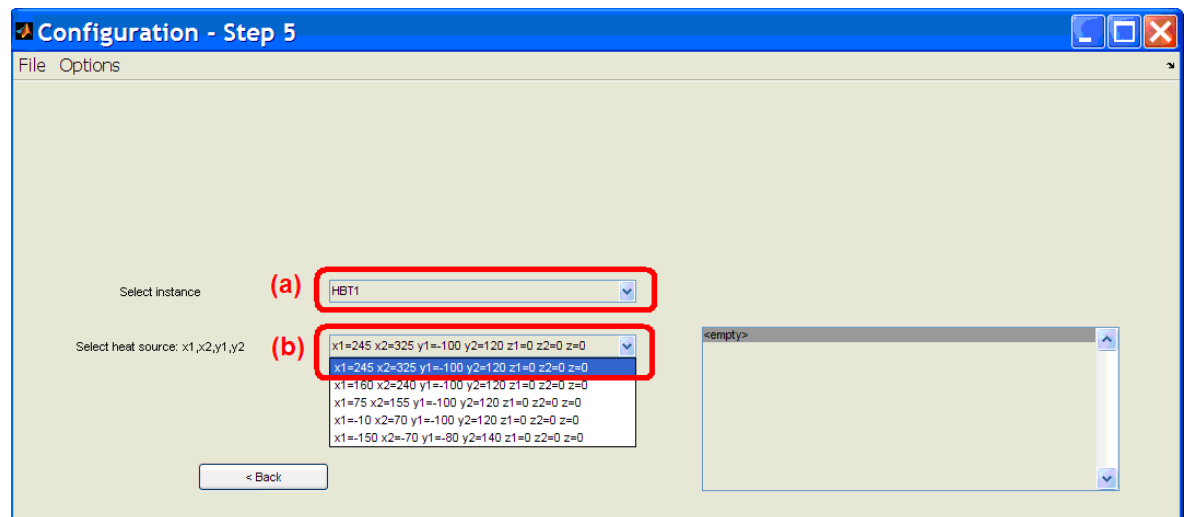 Configuration - Step 5
File Options
Select instance
(a)
HBT1
Select heat source: x1,x2,y1,y2
(b)
x1=245 x2=325 y1=-100 y2=120 z1=0 z2=0 z=0
x1=245 x2=325 y1=-100 y2=120 z1=0 z2=0 z=0
x1=160 x2=240 y1=-100 y2=120 z1=0 z2=0 z=0
x1=75 x2=155 y1=-100 y2=120 z1=0 z2=0 z=0
x1=-10 x2=70 y1=-100 y2=120 z1=0 z2=0 z=0
x1=-150 x2=-70 y1=-80 y2=140 z1=0 z2=0 z=0
<empty>
< Back